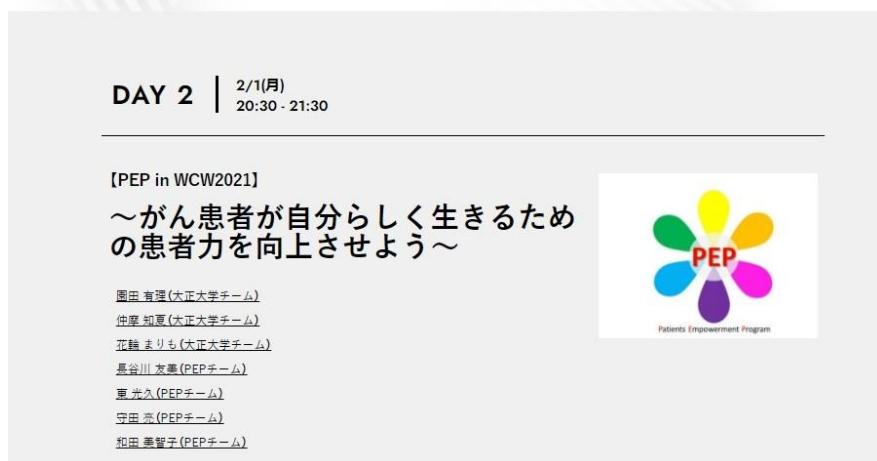 DAY 2
2/1(月)
20:30 - 21:30
【PEP in WCW2021】
～がん患者が自分らしく生きるため
の患者力を向上させよう～
PEP
Patients Empowerment Program
園田 有理(大正大学チーム)
仲摩 知夏(大正大学チーム)
花輪 まりも(大正大学チーム)
長谷川 友美(PEPチーム)
東 光久(PEPチーム)
守田 亮(PEPチーム)
和田 美智子(PEPチーム)